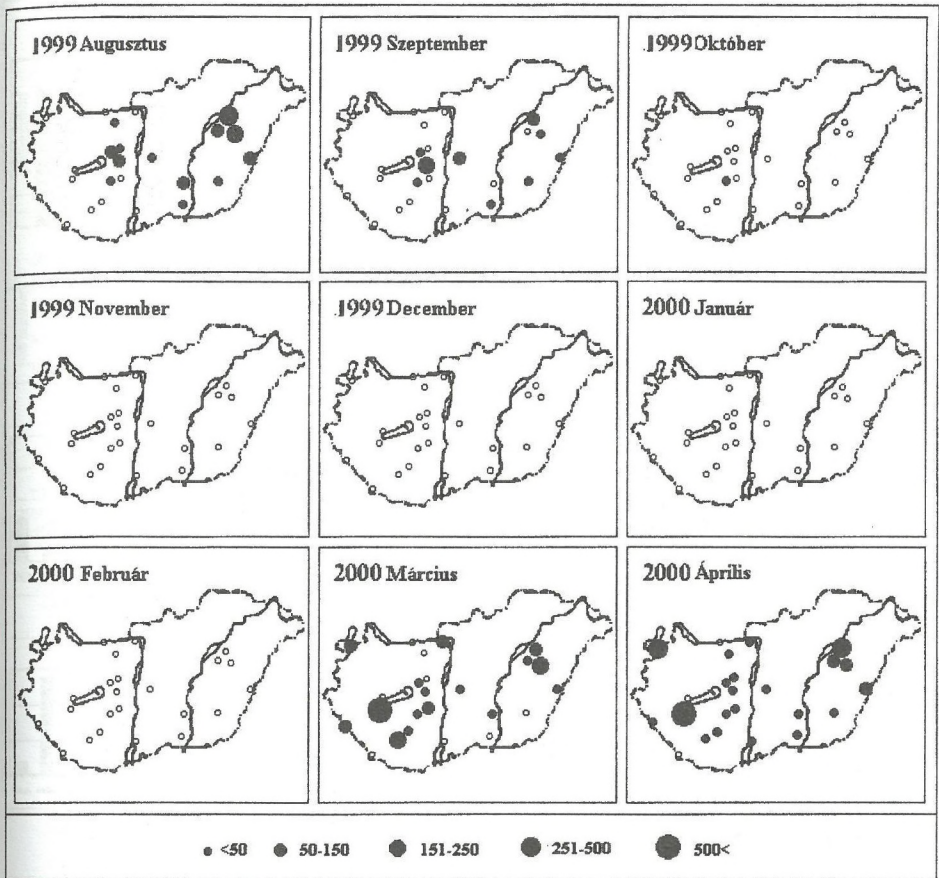 1999 Augusztus
1999 Szeptember
1999 Október
1999 November
1999 December
2000 Január
2000 Február
2000 Március
2000 Április
<50 50-150 151-250 251-500 500<